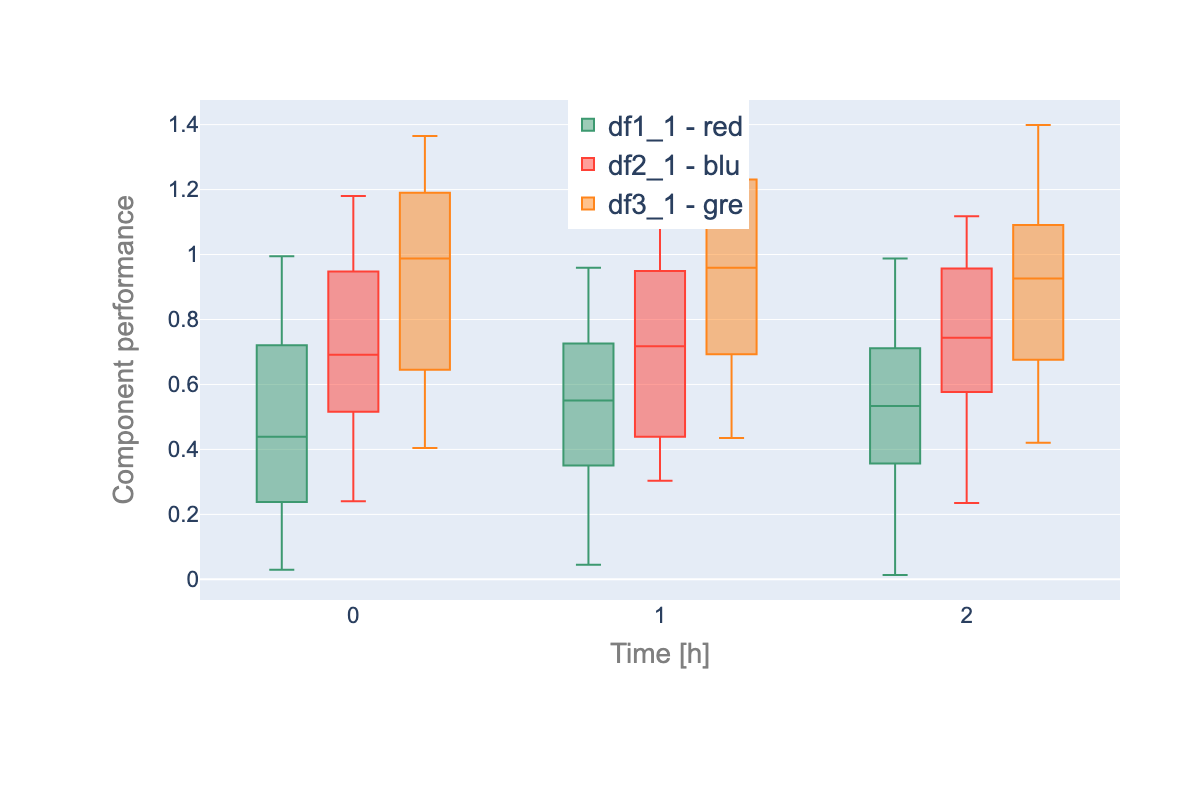 df1_1 - red
df2_1 - blu
df3_1 - gre
1.4
1.2
1
0.8
0.6
0.4
0.2
0
Component performance
0 1 2
Time [h]